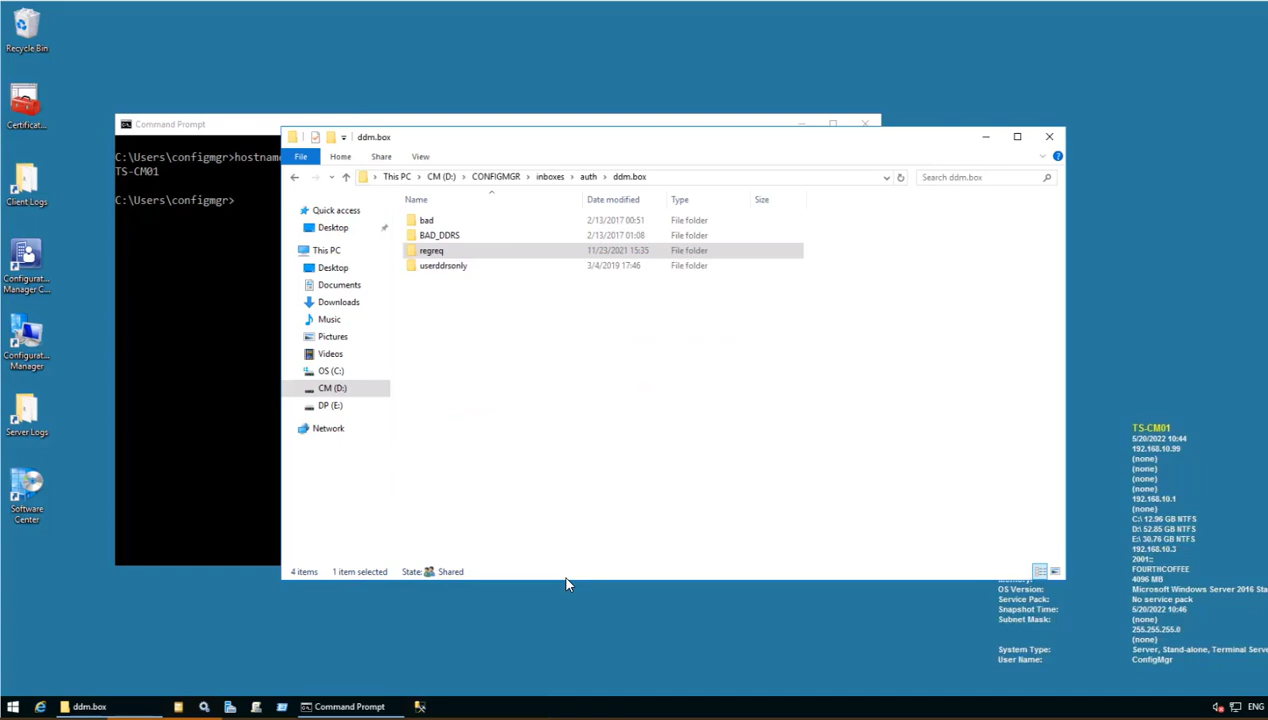 Recycle Bin
Certificat...
Client Logs
Configurat...
Manager C...
Configurat...
Manager
Server Logs
Software
Center
Command Prompt
C:\Users\configmgr>hostname
TS-CM01
C:\Users\configmgr>
ddm.box
File
Home
Share
View
This PC
CM (D:)
CONFIGMGR
inboxes
auth
ddm.box
Search ddm.box
Quick access
Desktop
This PC
Desktop
Documents
Downloads
Music
Pictures
Videos
OS (C:)
CM (D:)
DP (E:)
Network
Name Date modified Type Size
bad 2/13/2017 00:51 File folder
BAD_DDRS 2/13/2017 01:08 File folder
regreq 11/23/2021 15:35 File folder
userddrsonly 3/4/2019 17:46 File folder
4 items 1 item selected State: Shared
TS-CM01
5/20/2022 10:44
192.168.10.99
(none)
(none)
(none)
(none)
192.168.10.1
(none)
C:\ 12.96 GB NTFS
D:\ 52.85 GB NTFS
E:\ 30.76 GB NTFS
192.168.10.3
2001::
FOURTHCOFFEE
4096 MB
OS Version: Microsoft Windows Server 2016 Sta
Service Pack: No service pack
Snapshot Time: 5/20/2022 10:46
Subnet Mask: (none)
255.255.255.0
(none)
System Type: Server, Stand-alone, Terminal Serve
User Name: ConfigMgr
ddm.box
Command Prompt
ENG